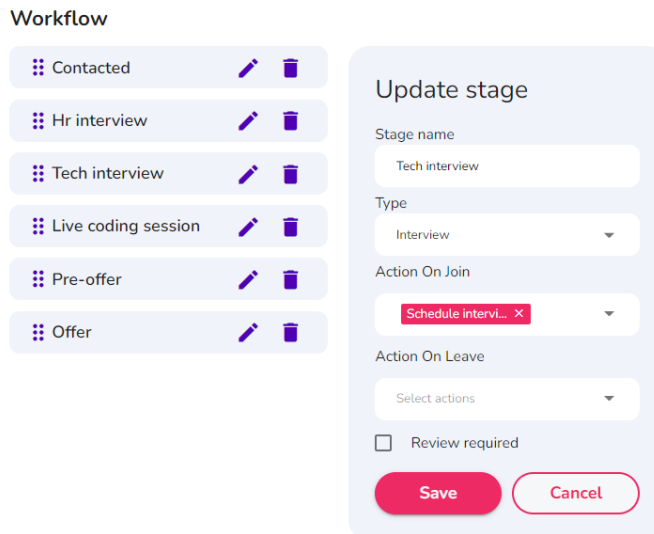 Workflow
Contacted
Hr interview
Tech interview
Live coding session
Pre-offer
Offer
Update stage
Stage name
Tech interview
Type
Interview
Action On Join
Schedule intervi...
Action On Leave
Select actions
Review required
Save
Cancel